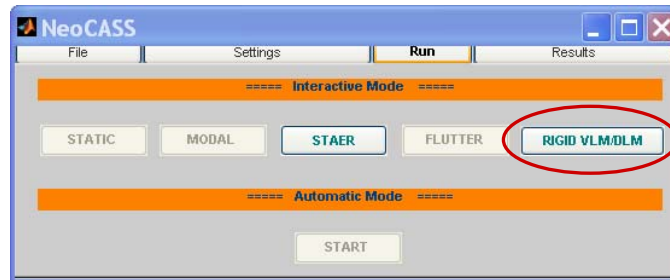 NeoCASS
File Settings Run Results
===== Interactive Mode =====
STATIC MODAL STAER FLUTTER RIGID VLM/DLM
===== Automatic Mode =====
START